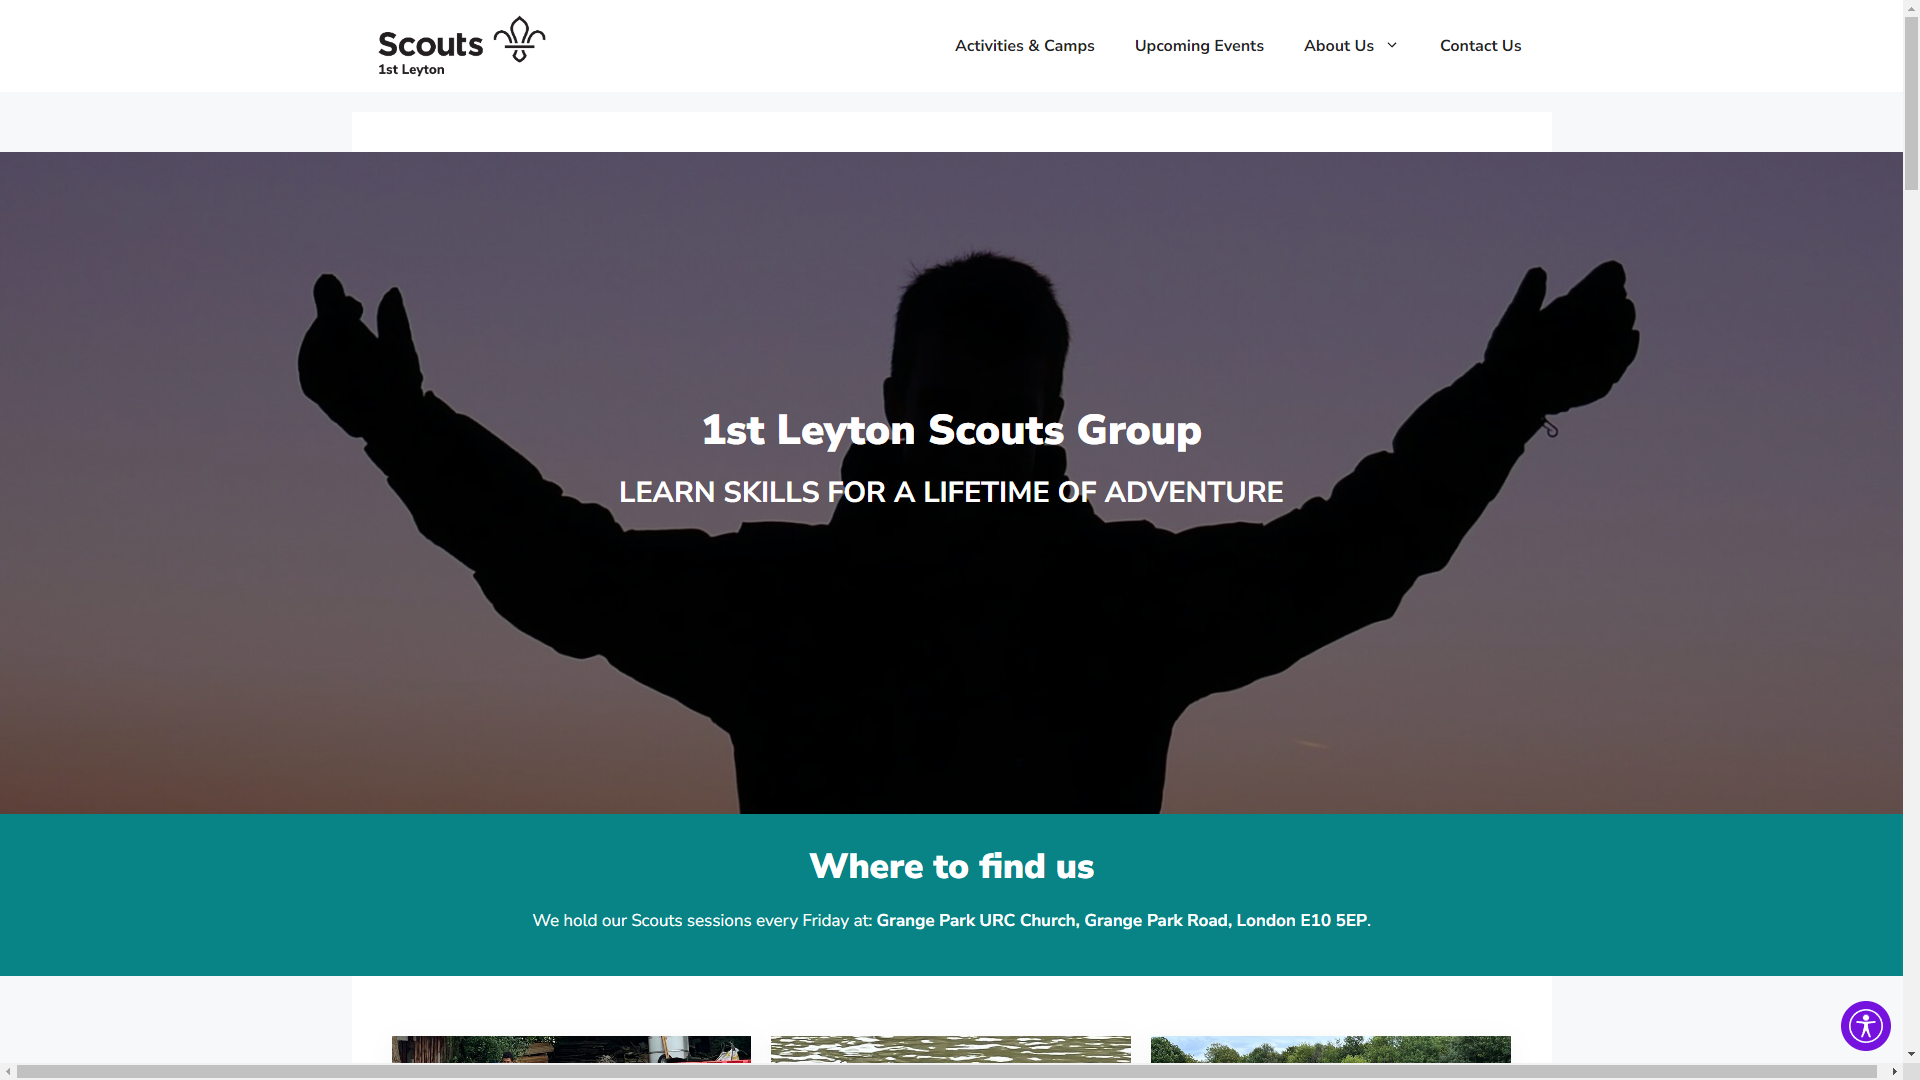 Scouts
1st Leyton
Activities & Camps
Upcoming Events
About Us
Contact Us
1st Leyton Scouts Group
LEARN SKILLS FOR A LIFETIME OF ADVENTURE
Where to find us
We hold our Scouts sessions every Friday at: Grange Park URC Church, Grange Park Road, London E10 5EP.